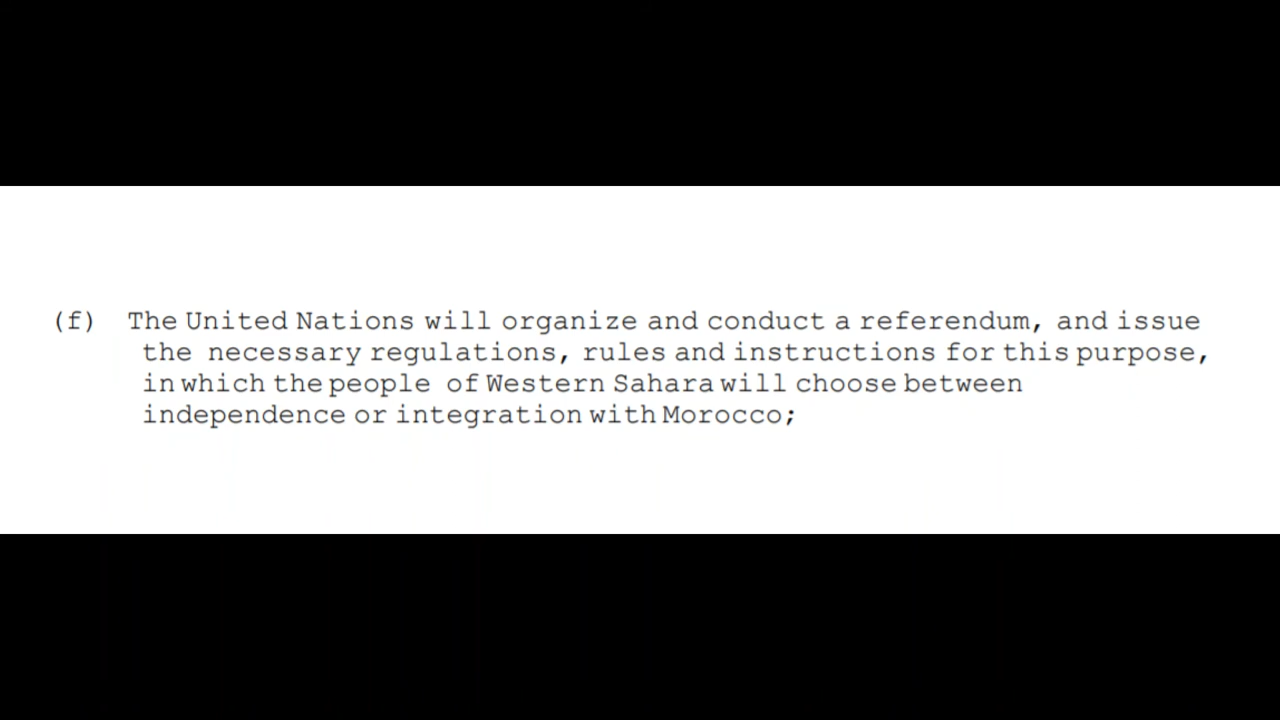 (f) The United Nations will organize and conduct a referendum, and issue
the necessary regulations, rules and instructions for this purpose,
in which the people of Western Sahara will choose between
independence or integration with Morocco;